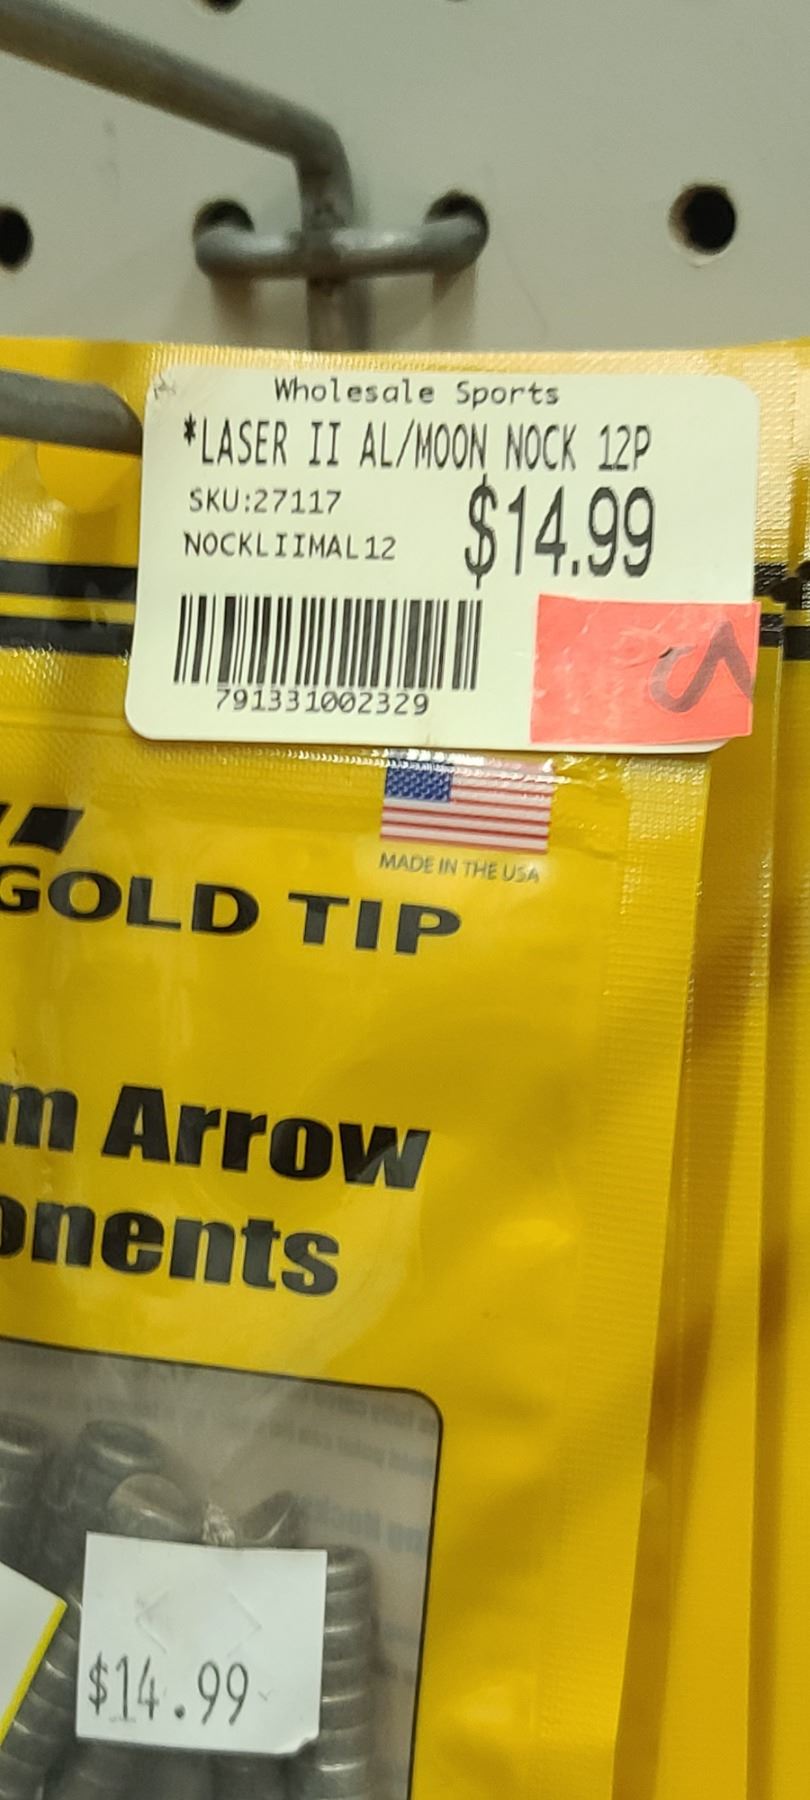 Wholesale Sports
*LASER II AL/MOON NOCK 12P
SKU:27117
$14.99
NOCKLIIMAL12
791331002329
MADE IN THE USA
GOLD TIP
m Arrow
onents
$14.99